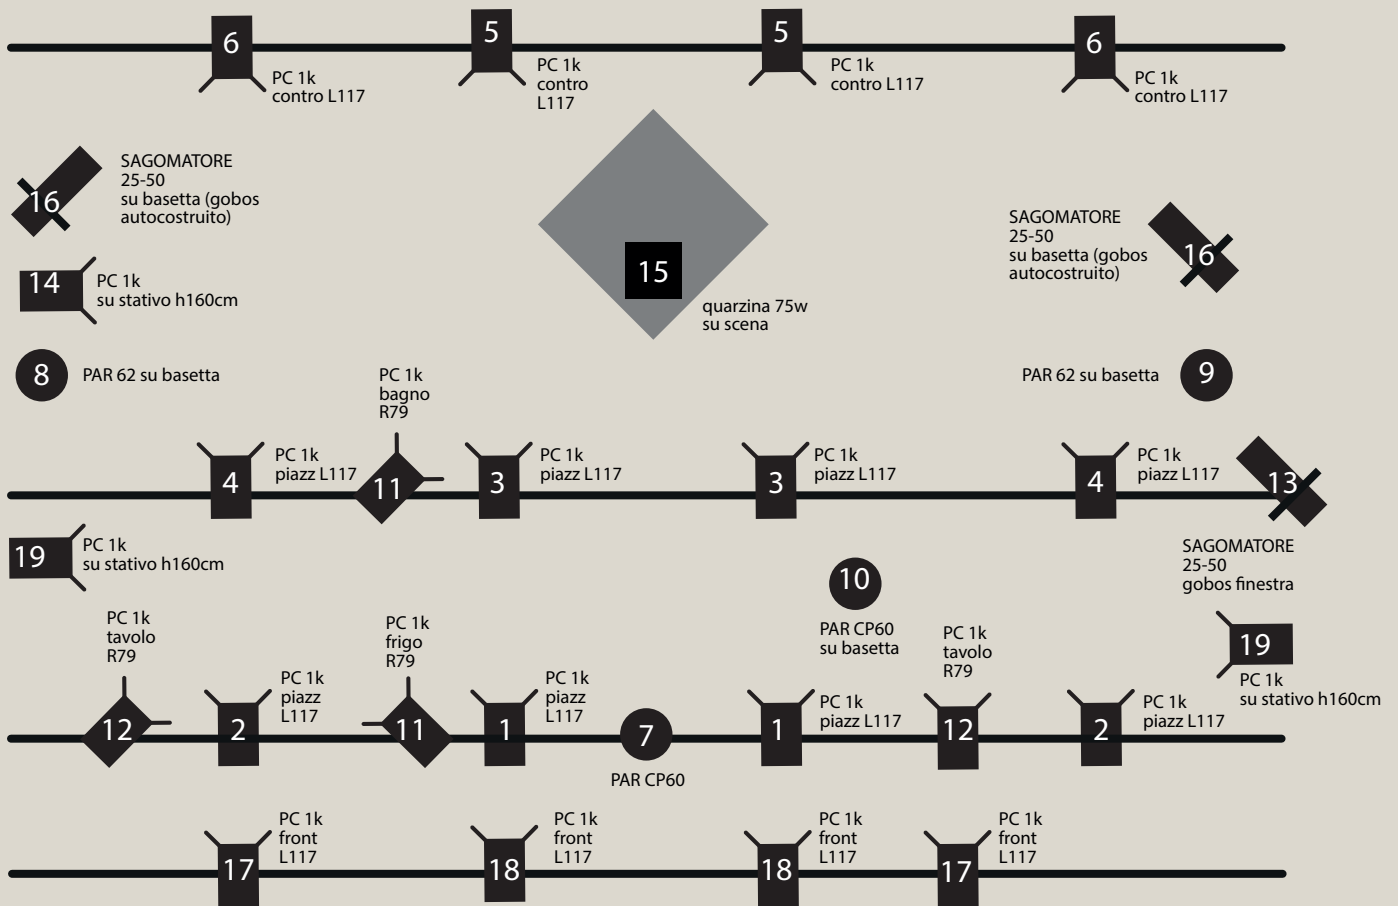 6
PC 1k
contro L117
5
PC 1k
contro
L117
5
PC 1k
contro L117
6
PC 1k
contro L117
16
SAGOMATORE
25-50
su basetta (gobos
autocostruito)
15
quarzina 75w
su scena
SAGOMATORE
25-50
su basetta (gobos
autocostruito)
16
14
PC 1k
su stativo h160cm
8
PAR 62 su basetta
PAR 62 su basetta
9
4
PC 1k
piazz L117
PC 1k
bagno
R79
11
3
PC 1k
piazz L117
3
PC 1k
piazz L117
4
PC 1k
piazz L117
13
SAGOMATORE
25-50
gobos finestra
19
PC 1k
su stativo h160cm
10
PAR CP60
su basetta
19
PC 1k
su stativo h160cm
PC 1k
tavolo
R79
12
2
PC 1k
piazz
L117
PC 1k
frigo
R79
11
1
PC 1k
piazz
L117
7
PAR CP60
1
PC 1k
piazz L117
PC 1k
tavolo
R79
12
2
PC 1k
piazz L117
17
PC 1k
front
L117
18
PC 1k
front
L117
18
PC 1k
front
L117
17
PC 1k
front
L117